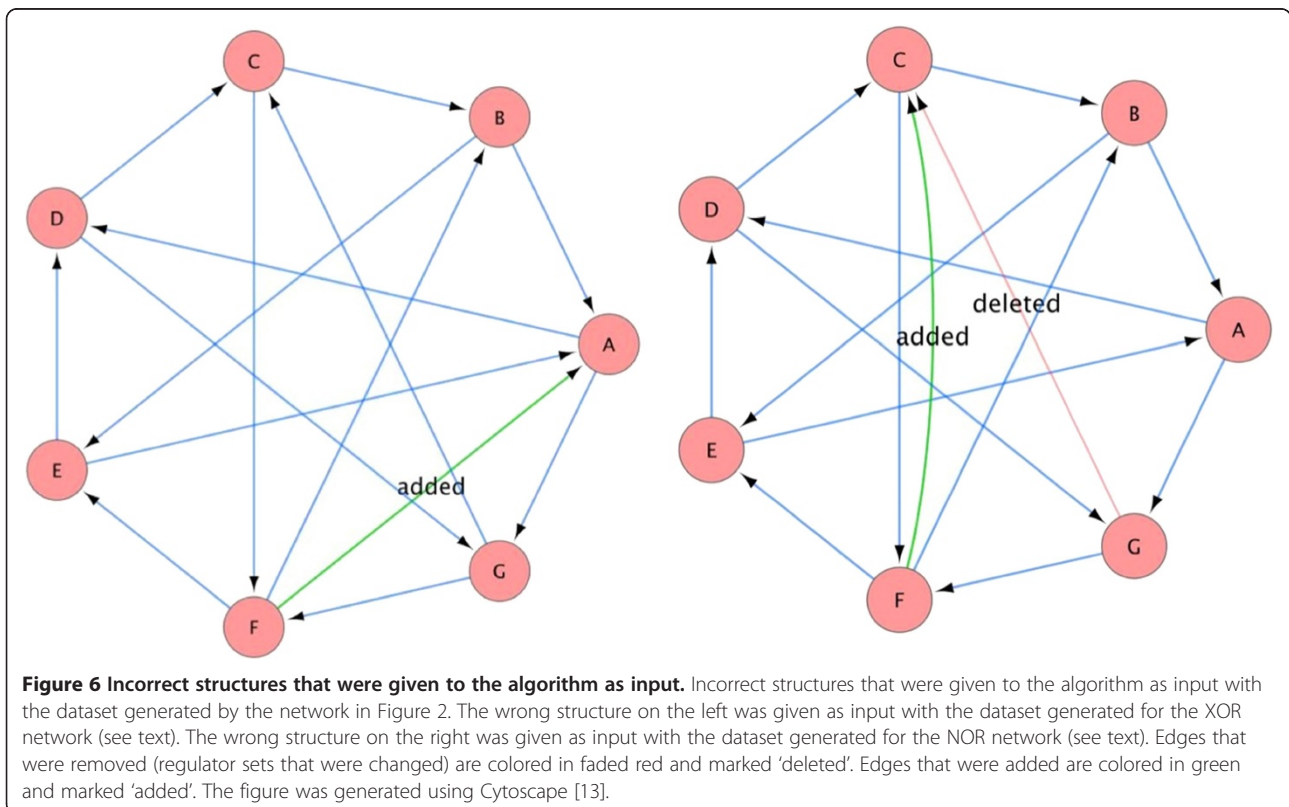 C
B
D
A
E
added
G
F
C
B
D
A
deleted
added
E
G
F
Figure 6 Incorrect structures that were given to the algorithm as input. Incorrect structures that were given to the algorithm as input with
the dataset generated by the network in Figure 2. The wrong structure on the left was given as input with the dataset generated for the XOR
network (see text). The wrong structure on the right was given as input with the dataset generated for the NOR network (see text). Edges that
were removed (regulator sets that were changed) are colored in faded red and marked ‘deleted’. Edges that were added are colored in green
and marked ‘added’. The figure was generated using Cytoscape [13].